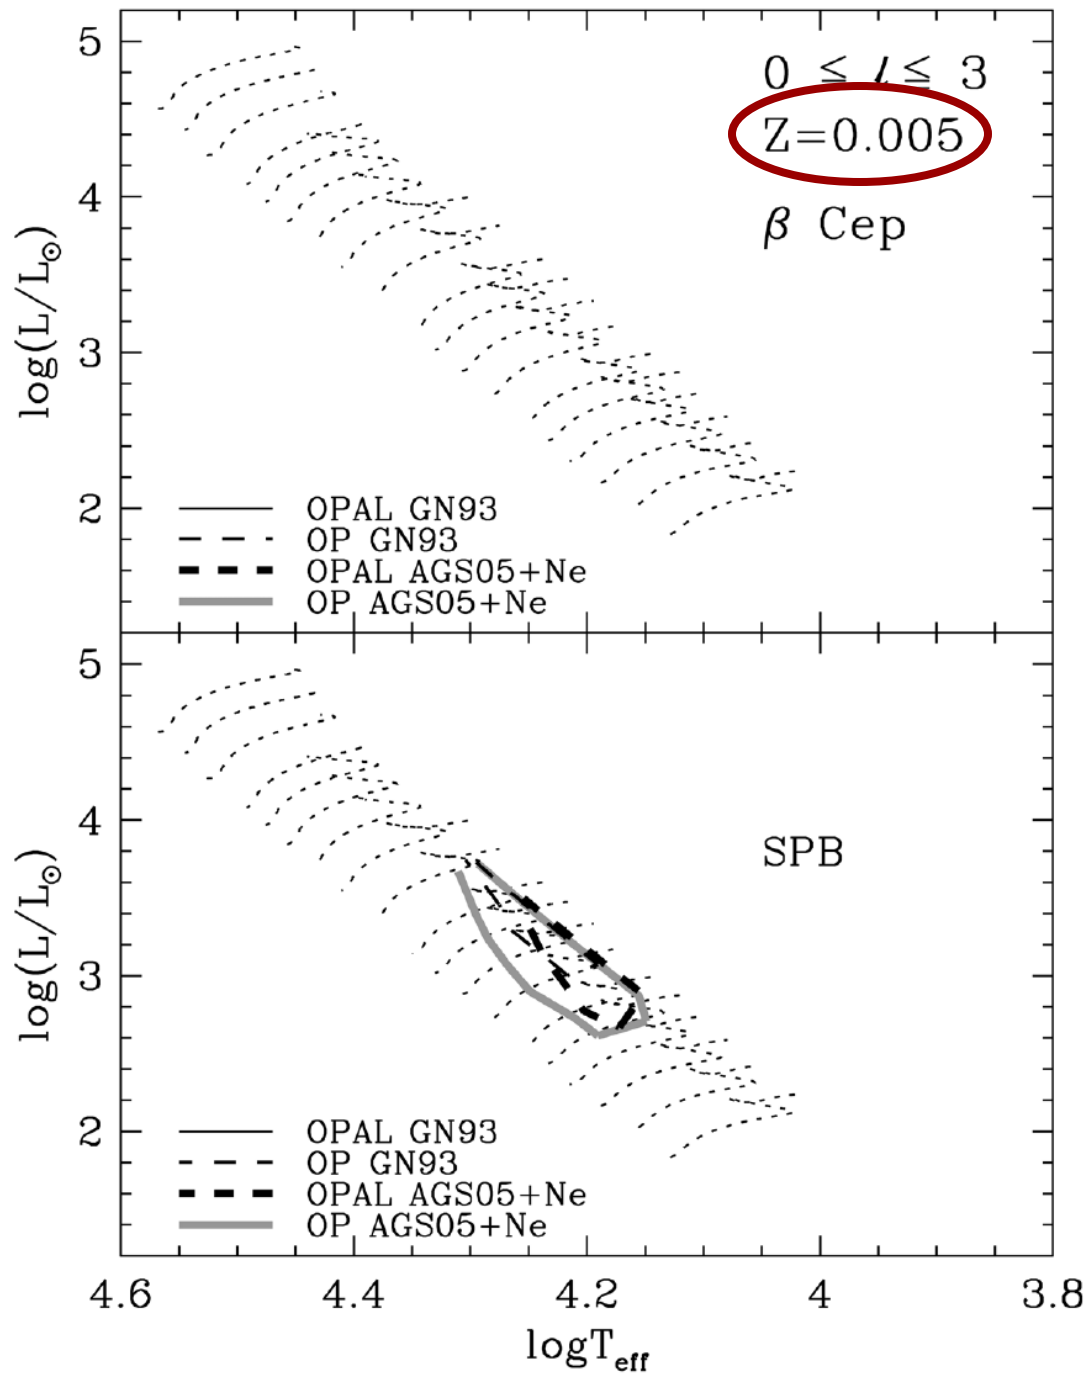 5
4
3
2
log(L/L⊙)
0 ≤ ℓ ≤ 3
Z=0.005
β Cep
OPAL GN93
OP GN93
OPAL AGS05+Ne
OP AGS05+Ne
5
4
3
2
log(L/L⊙)
SPB
OPAL GN93
OP GN93
OPAL AGS05+Ne
OP AGS05+Ne
4.6 4.4 4.2 4 3.8
logTeff